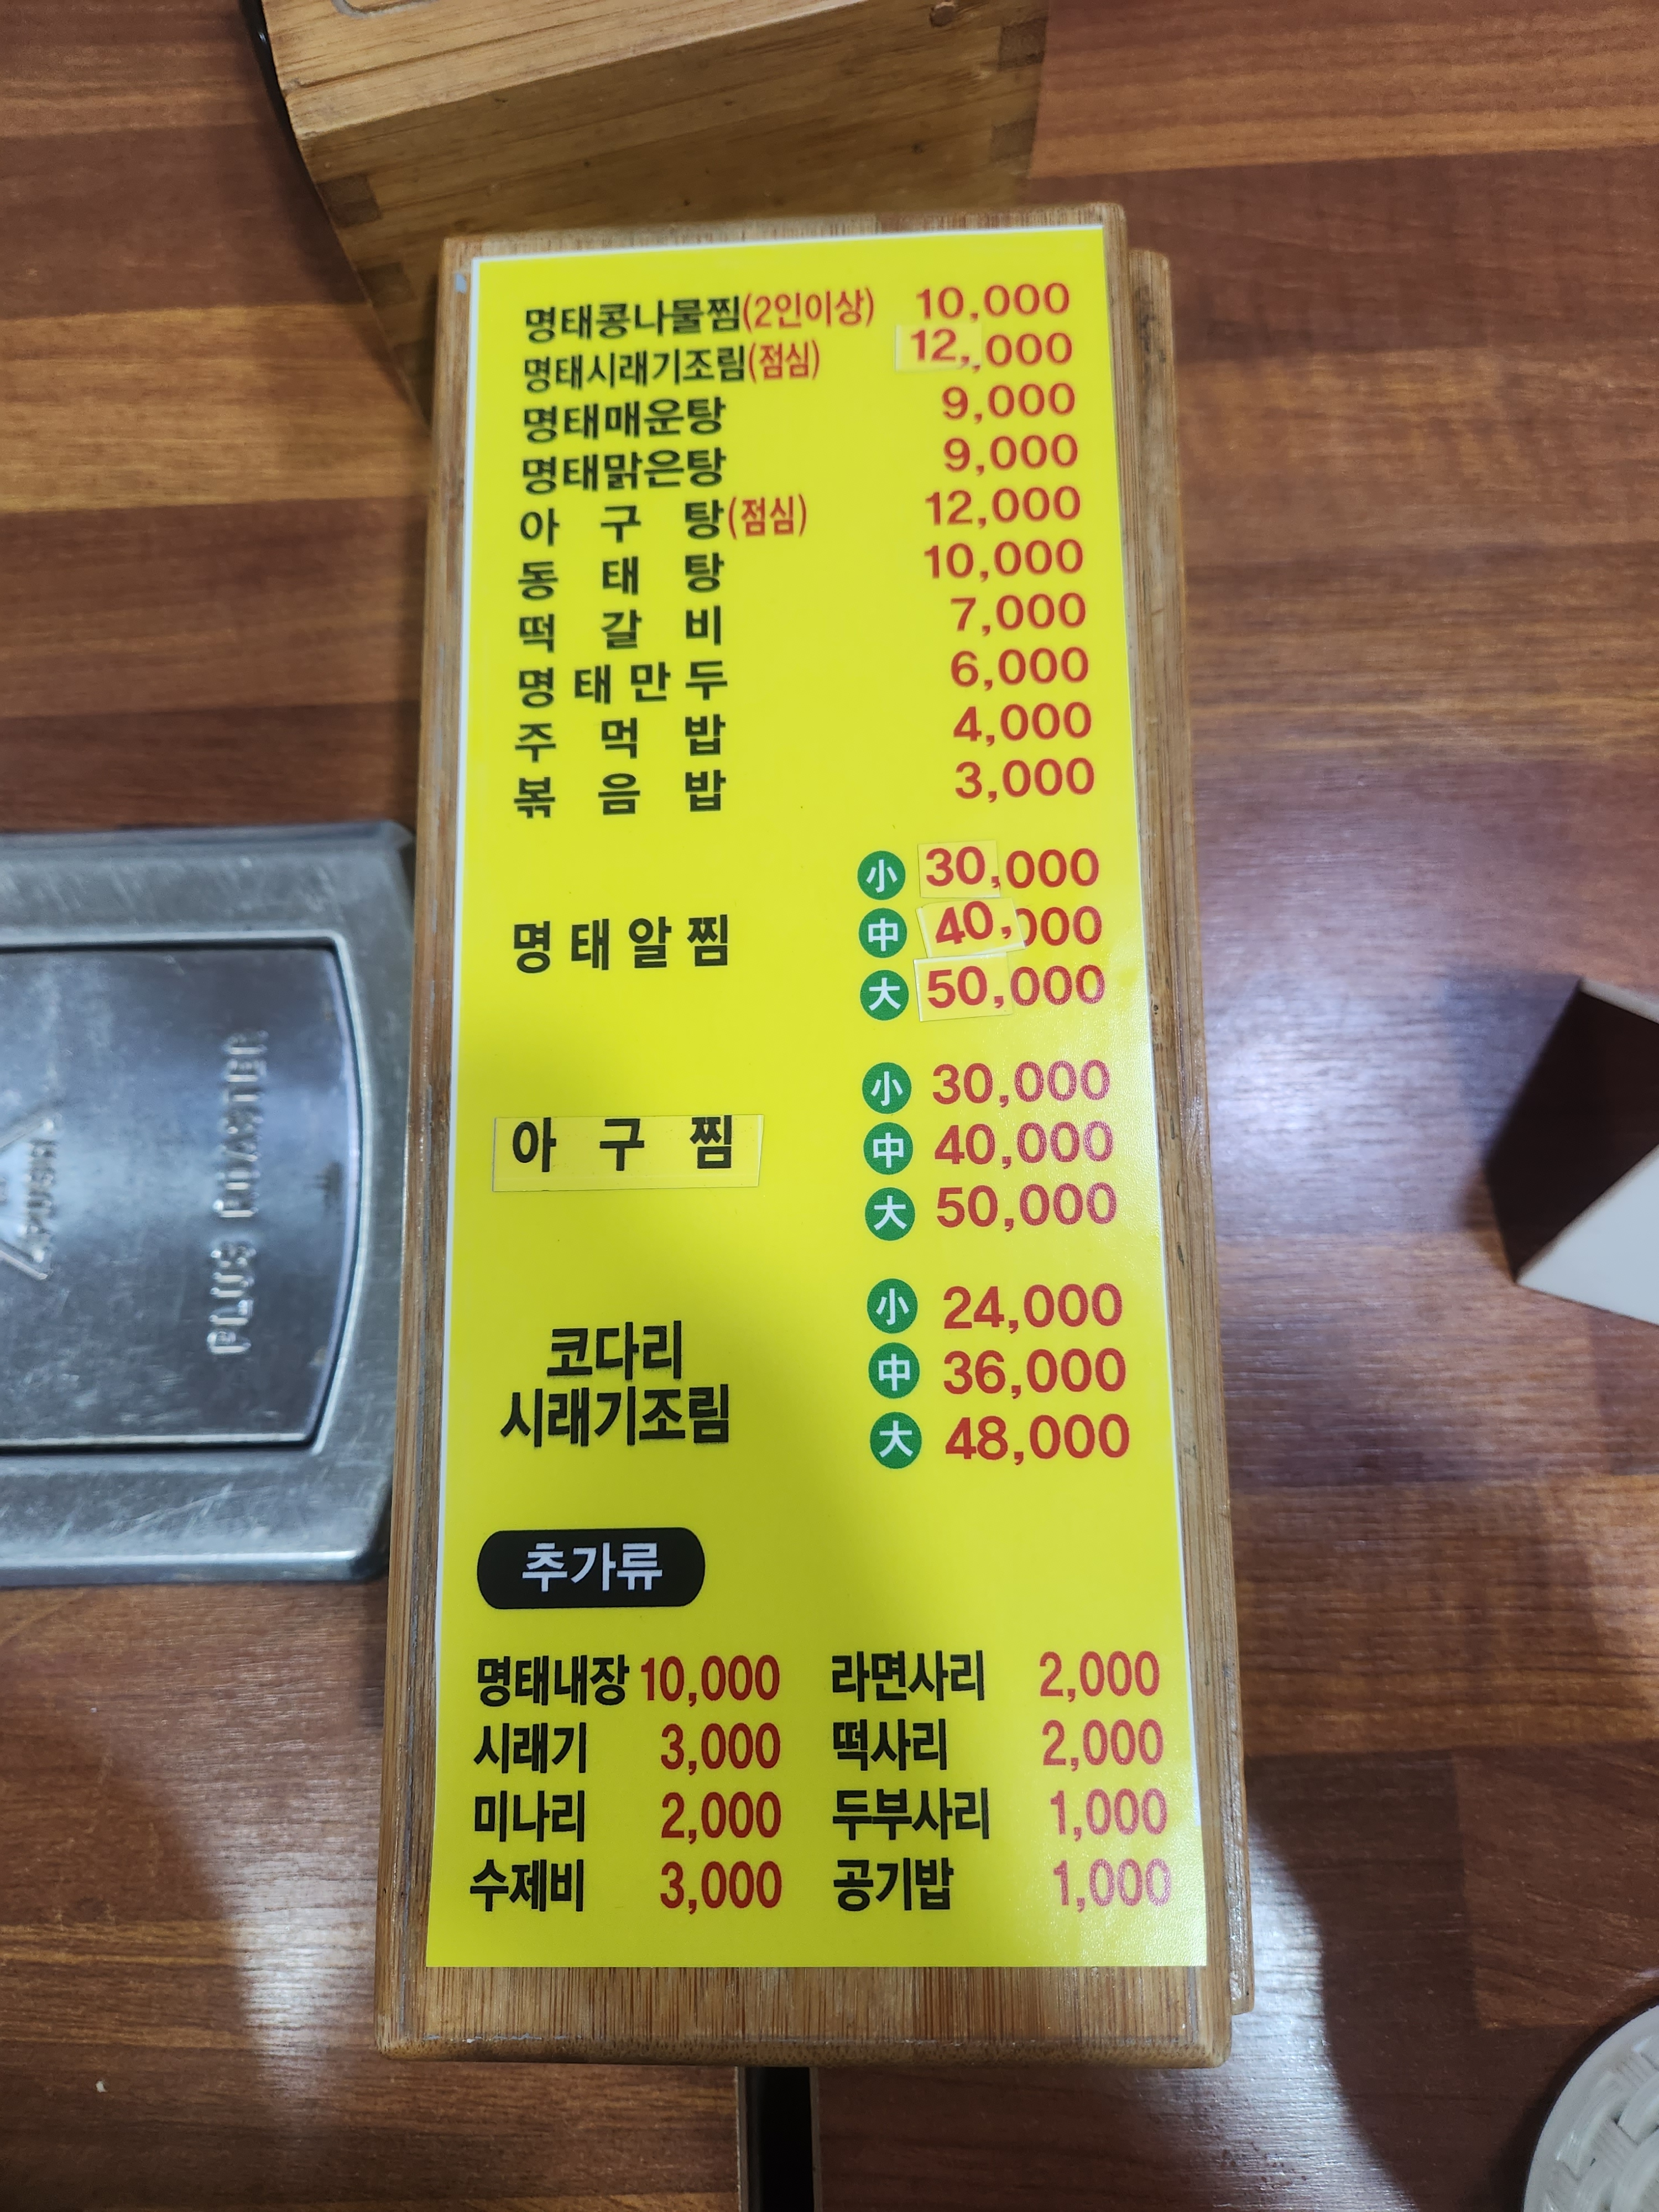 명태콩나물찜(2인이상) 10,000
명태시래기조림(점심) 12,,000
명태매운탕 9,000
명태맑은탕 9,000
아 구 탕(점심) 12,000
동 태 탕 10,000
떡 갈 비 7,000
명 태 만 두 6,000
주 먹 밥 4,000
볶 음 밥 3,000
명 태 알 찜
小 30,000
中 40,000
大 50,000
아 구 찜
小 30,000
中 40,000
大 50,000
코다리
시래기조림
小 24,000
中 36,000
大 48,000
추가류
명태내장 10,000 라면사리 2,000
시래기 3,000 떡사리 2,000
미나리 2,000 두부사리 1,000
수제비 3,000 공기밥 1,000
PUSH